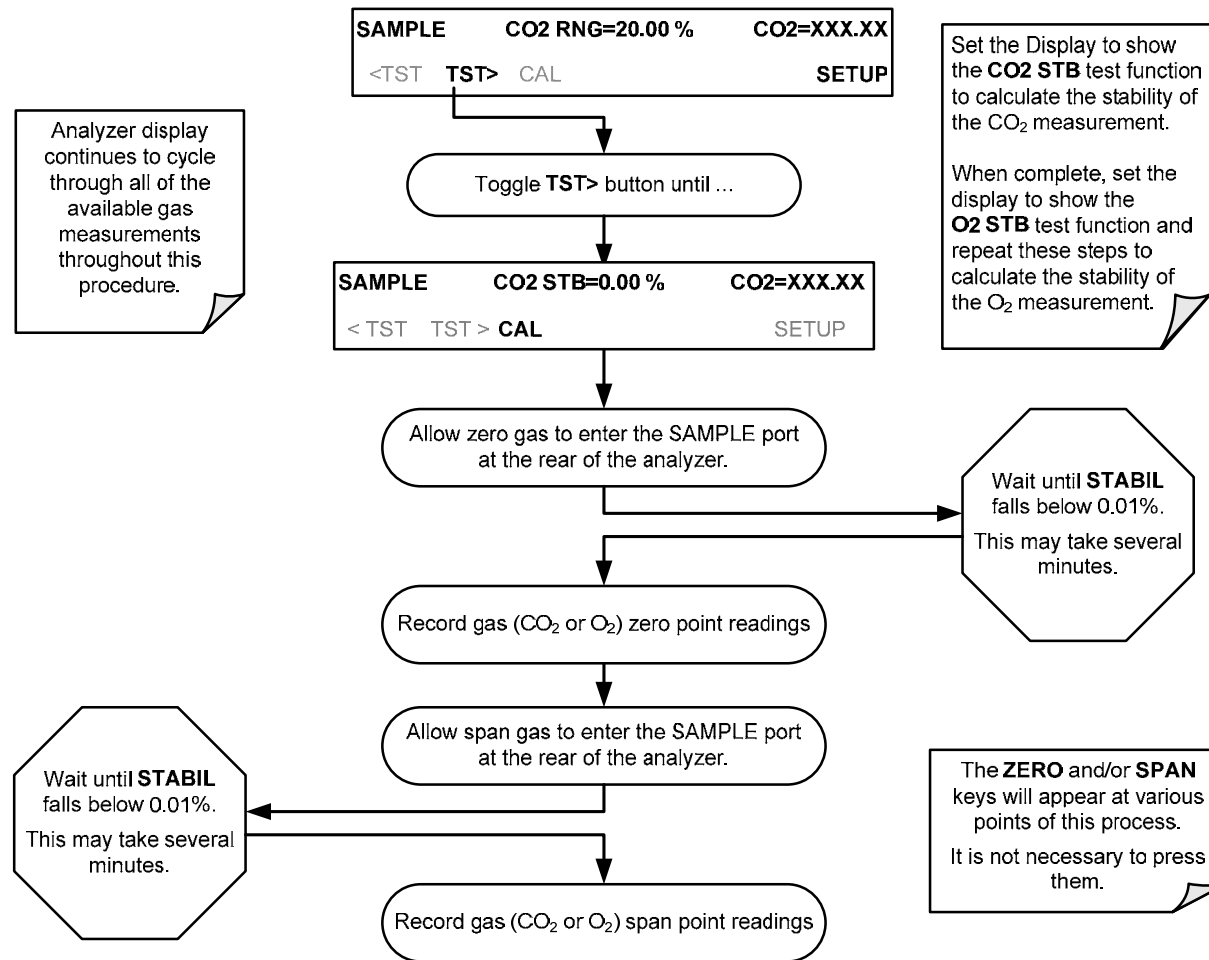 SAMPLE CO2 RNG=20.00 % CO2=XXX.XX
<TST TST> CAL SETUP
Set the Display to show
the CO2 STB test function
to calculate the stability of
the CO₂ measurement.
When complete, set the
display to show the
O2 STB test function and
repeat these steps to
calculate the stability of
the O₂ measurement.
Analyzer display
continues to cycle
through all of the
available gas
measurements
throughout this
procedure.
Toggle TST> button until ...
SAMPLE CO2 STB=0.00 % CO2=XXX.XX
< TST TST > CAL SETUP
Allow zero gas to enter the SAMPLE port
at the rear of the analyzer.
Wait until STABIL
falls below 0.01%.
This may take several
minutes.
Record gas (CO₂ or O₂) zero point readings
Allow span gas to enter the SAMPLE port
at the rear of the analyzer.
Wait until STABIL
falls below 0.01%.
This may take several
minutes.
The ZERO and/or SPAN
keys will appear at various
points of this process.
It is not necessary to press
them.
Record gas (CO₂ or O₂) span point readings